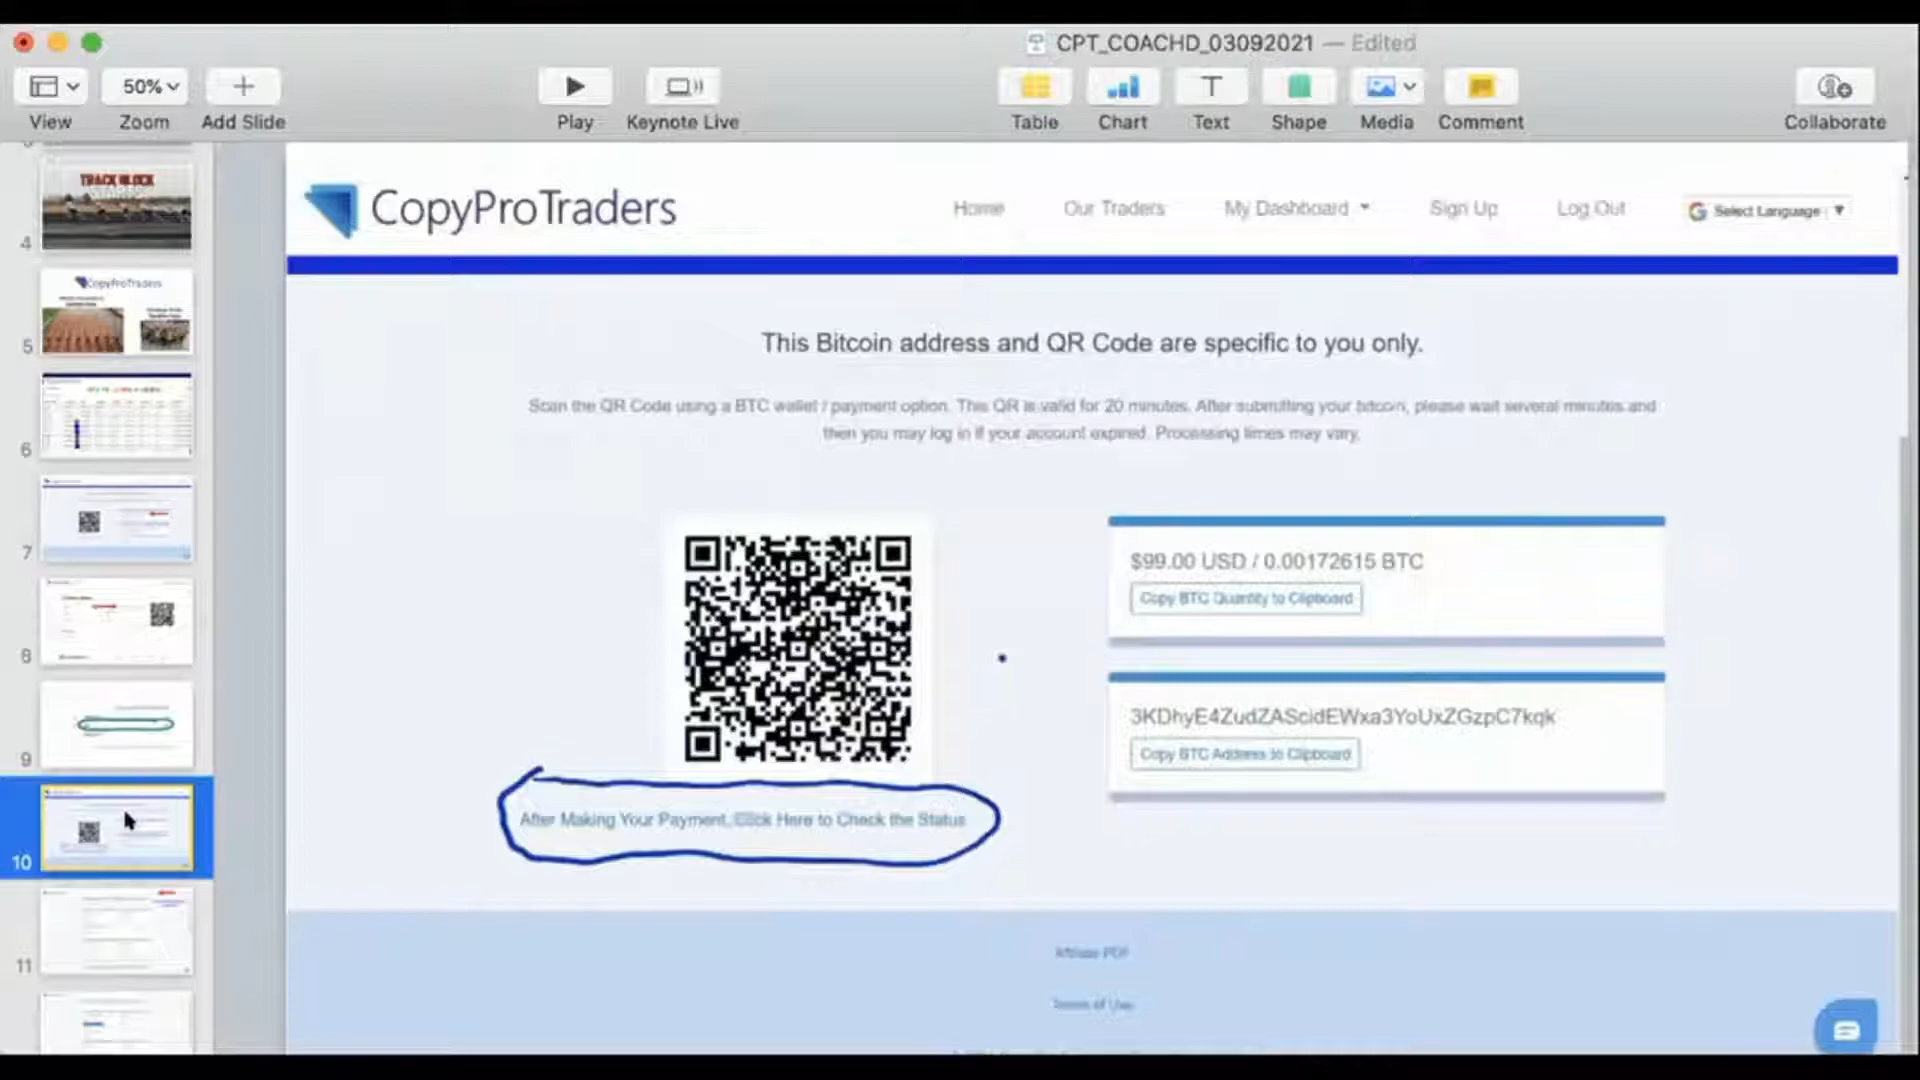 CPT_COACHD_03092021 — Edited
50%
View
Zoom
Add Slide
Play
Keynote Live
Table
Chart
Text
Shape
Media
Comment
Collaborate
TRACK BLOCK
STARTS
4
CopyProTraders
5
6
7
8
9
10
11
CopyProTraders
Home
Our Traders
My Dashboard
Sign Up
Log Out
G Select Language
This Bitcoin address and QR Code are specific to you only.
Scan the QR Code using a BTC wallet / payment option. This QR is valid for 20 minutes. After submitting your bitcoin, please wait several minutes and
then you may log in if your account expired. Processing times may vary.
$99.00 USD / 0.00172615 BTC
Copy BTC Quantity to Clipboard
3KDhyE4ZudZAScidEWxa3YoUxZGzpC7kqk
Copy BTC Address to Clipboard
After Making Your Payment, Click Here to Check the Status
Affiliate PDF
Terms of Use